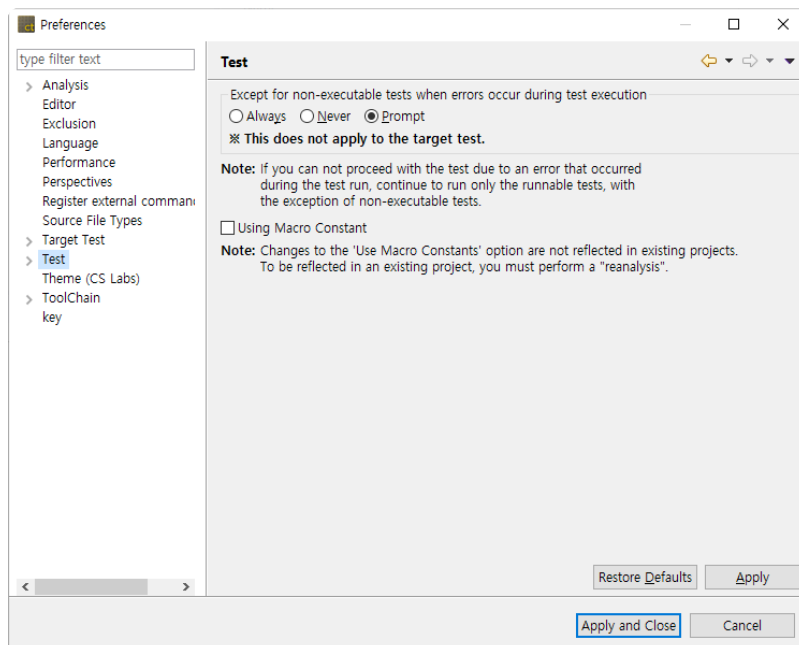 Preferences
type filter text
Analysis
Editor
Exclusion
Language
Performance
Perspectives
Register external comman
Source File Types
Target Test
Test
Theme (CS Labs)
ToolChain
key
Test
Except for non-executable tests when errors occur during test execution
Always Never Prompt
※ This does not apply to the target test.
Note: If you can not proceed with the test due to an error that occurred
during the test run, continue to run only the runnable tests, with
the exception of non-executable tests.
Using Macro Constant
Note: Changes to the 'Use Macro Constants' option are not reflected in existing projects.
To be reflected in an existing project, you must perform a "reanalysis".
Restore Defaults Apply
Apply and Close Cancel